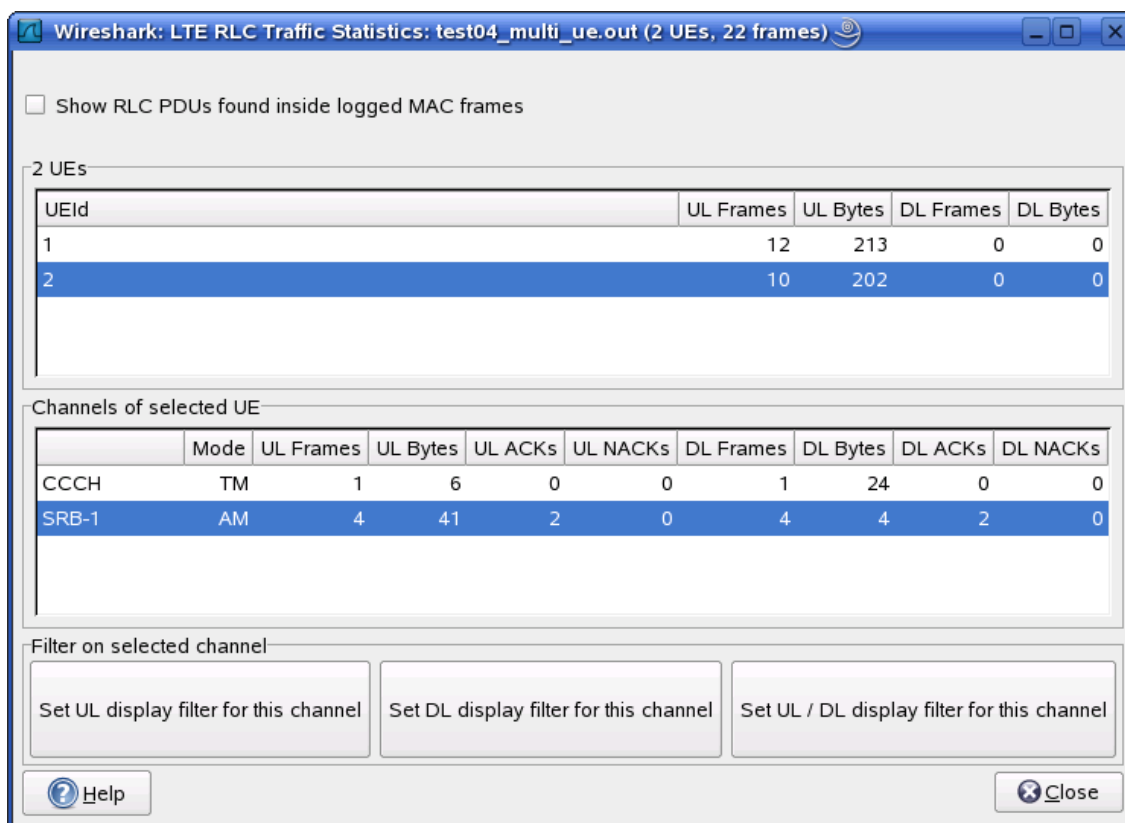 Wireshark: LTE RLC Traffic Statistics: test04_multi_ue.out (2 UEs, 22 frames)
Show RLC PDUs found inside logged MAC frames
2 UEs
UEId UL Frames UL Bytes DL Frames DL Bytes
1 12 213 0 0
2 10 202 0 0
Channels of selected UE
Mode UL Frames UL Bytes UL ACKs UL NACKs DL Frames DL Bytes DL ACKs DL NACKs
CCCH TM 1 6 0 0 1 24 0 0
SRB-1 AM 4 41 2 0 4 4 2 0
Filter on selected channel
Set UL display filter for this channel Set DL display filter for this channel Set UL / DL display filter for this channel
Help Close